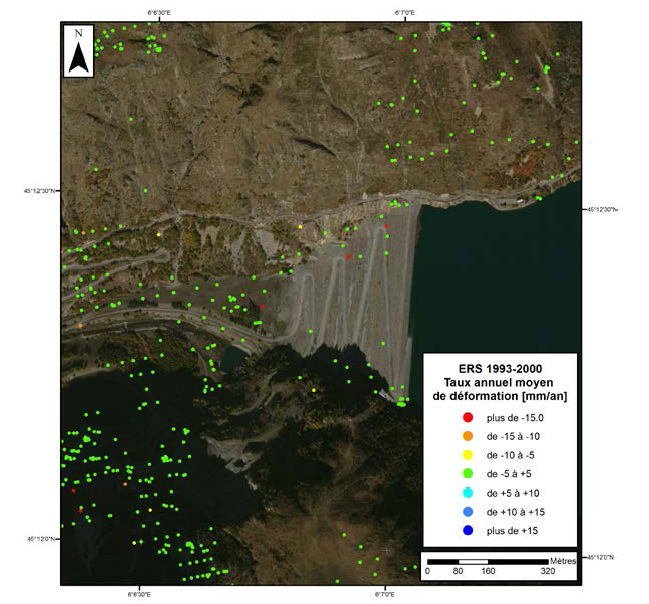 6°6'30"E
6°7'0"E
N
45°12'30"N
45°12'30"N
ERS 1993-2000
Taux annuel moyen
de déformation [mm/an]
plus de -15.0
de -15 à -10
de -10 à -5
de -5 à +5
de +5 à +10
de +10 à +15
plus de +15
Mètres
0 80 160 320
45°12'0"N
45°12'0"N
6°6'30"E
6°7'0"E